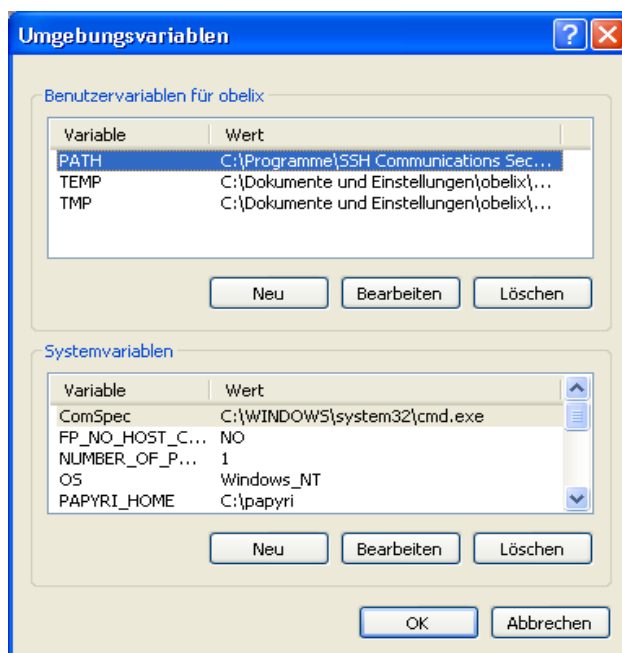 Umgebungsvariablen
Benutzervariablen für obelix
Variable Wert
PATH C:\Programme\SSH Communications Sec...
TEMP C:\Dokumente und Einstellungen\obelix\...
TMP C:\Dokumente und Einstellungen\obelix\...
Neu Bearbeiten Löschen
Systemvariablen
Variable Wert
ComSpec C:\WINDOWS\system32\cmd.exe
FP_NO_HOST_C... NO
NUMBER_OF_P... 1
OS Windows_NT
PAPYRI_HOME C:\papyri
Neu Bearbeiten Löschen
OK Abbrechen